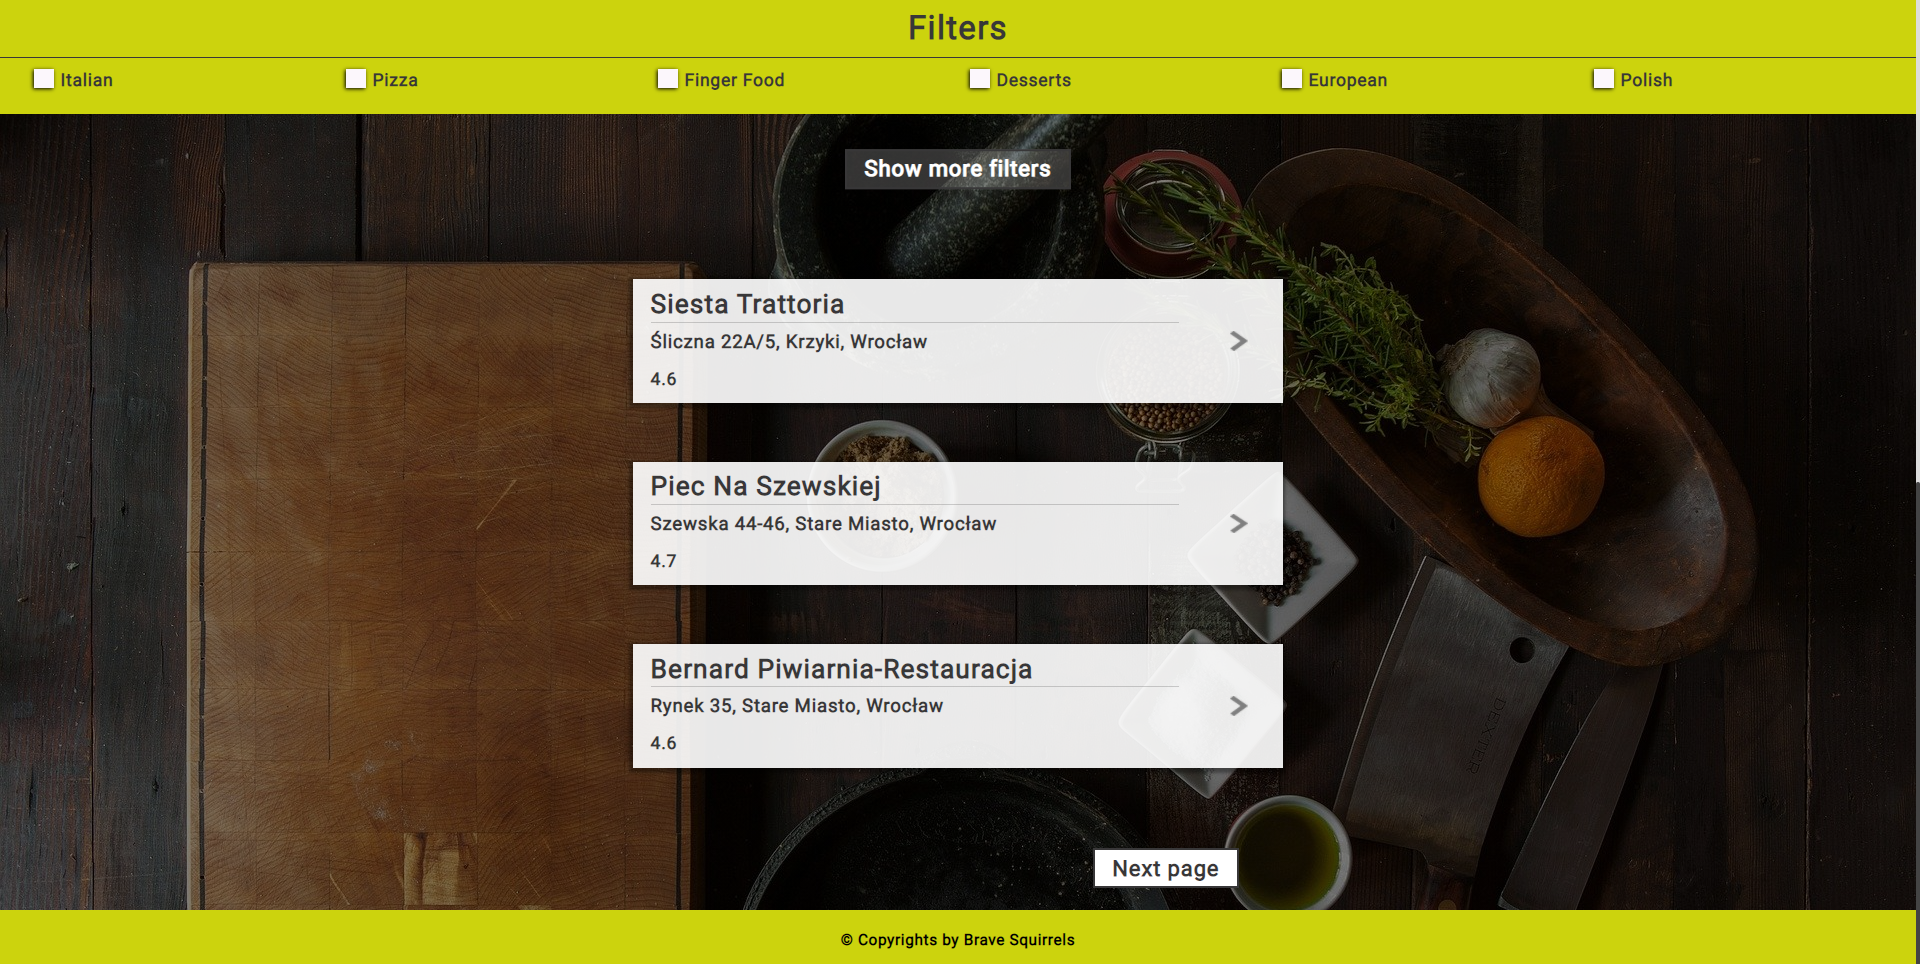 Filters
Italian
Pizza
Finger Food
Desserts
European
Polish
Show more filters
Siesta Trattoria
Śliczna 22A/5, Krzyki, Wrocław
4.6
Piec Na Szewskiej
Szewska 44-46, Stare Miasto, Wrocław
4.7
Bernard Piwiarnia-Restauracja
Rynek 35, Stare Miasto, Wrocław
4.6
DEXTER
Next page
© Copyrights by Brave Squirrels